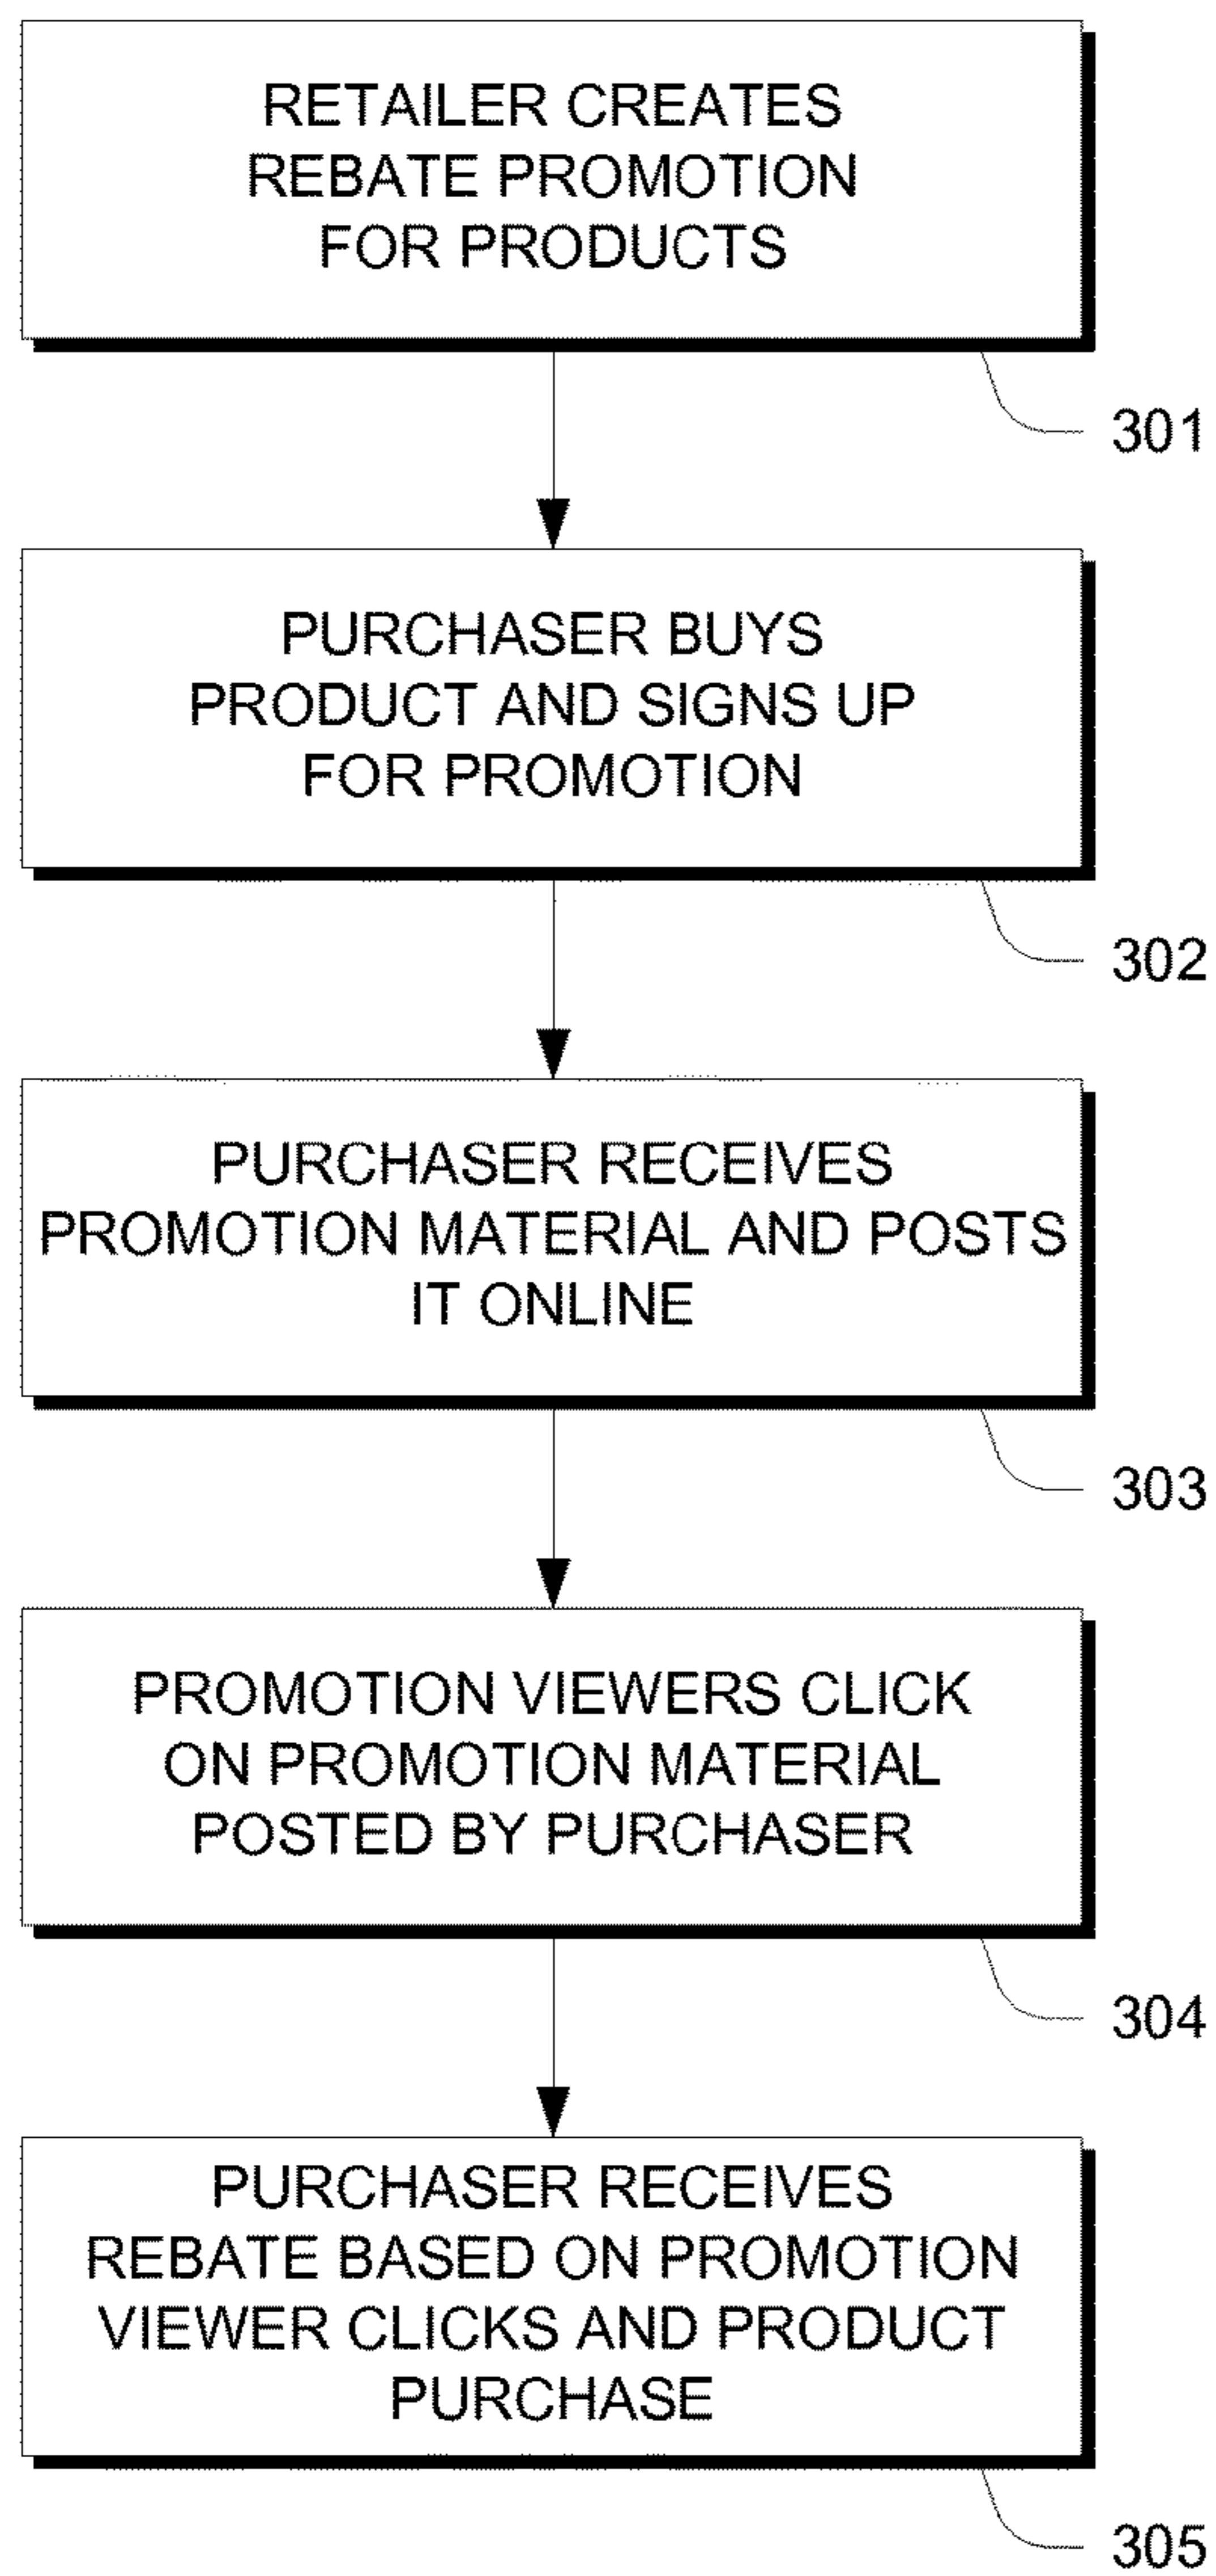 RETAILER CREATES
REBATE PROMOTION
FOR PRODUCTS
301
PURCHASER BUYS
PRODUCT AND SIGNS UP
FOR PROMOTION
302
PURCHASER RECEIVES
PROMOTION MATERIAL AND POSTS
IT ONLINE
303
PROMOTION VIEWERS CLICK
ON PROMOTION MATERIAL
POSTED BY PURCHASER
304
PURCHASER RECEIVES
REBATE BASED ON PROMOTION
VIEWER CLICKS AND PRODUCT
PURCHASE
305